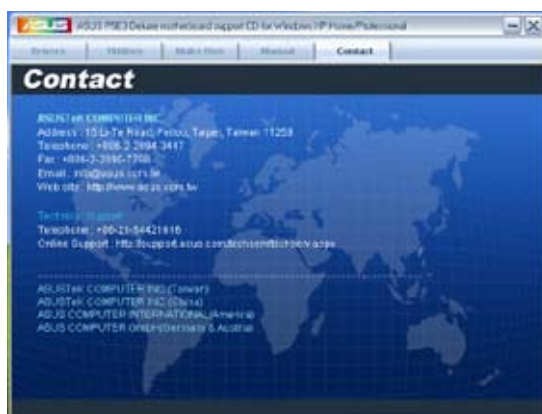 ASUS P5E3 Deluxe motherboard support CD for Windows XP Home/Professional
Drivers Utilities Make Disk Manual Contact
Contact
ASUSTeK COMPUTER INC.
Address : 15 Li-Te Road, Peitou, Taipei, Taiwan 11259
Telephone : +886-2-2894-3447
Fax : +886-2-2890-7798
Email : info@asus.com.tw
Web site : http://www.asus.com.tw
Technical Support
Telephone : +86-21-54421616
Online Support :
ASUSTeK COMPUTER INC.(Taiwan)
ASUSTeK COMPUTER INC.(China)
ASUS COMPUTER INTERNATIONAL(America)
ASUS COMPUTER GmbH(Germany & Austria)